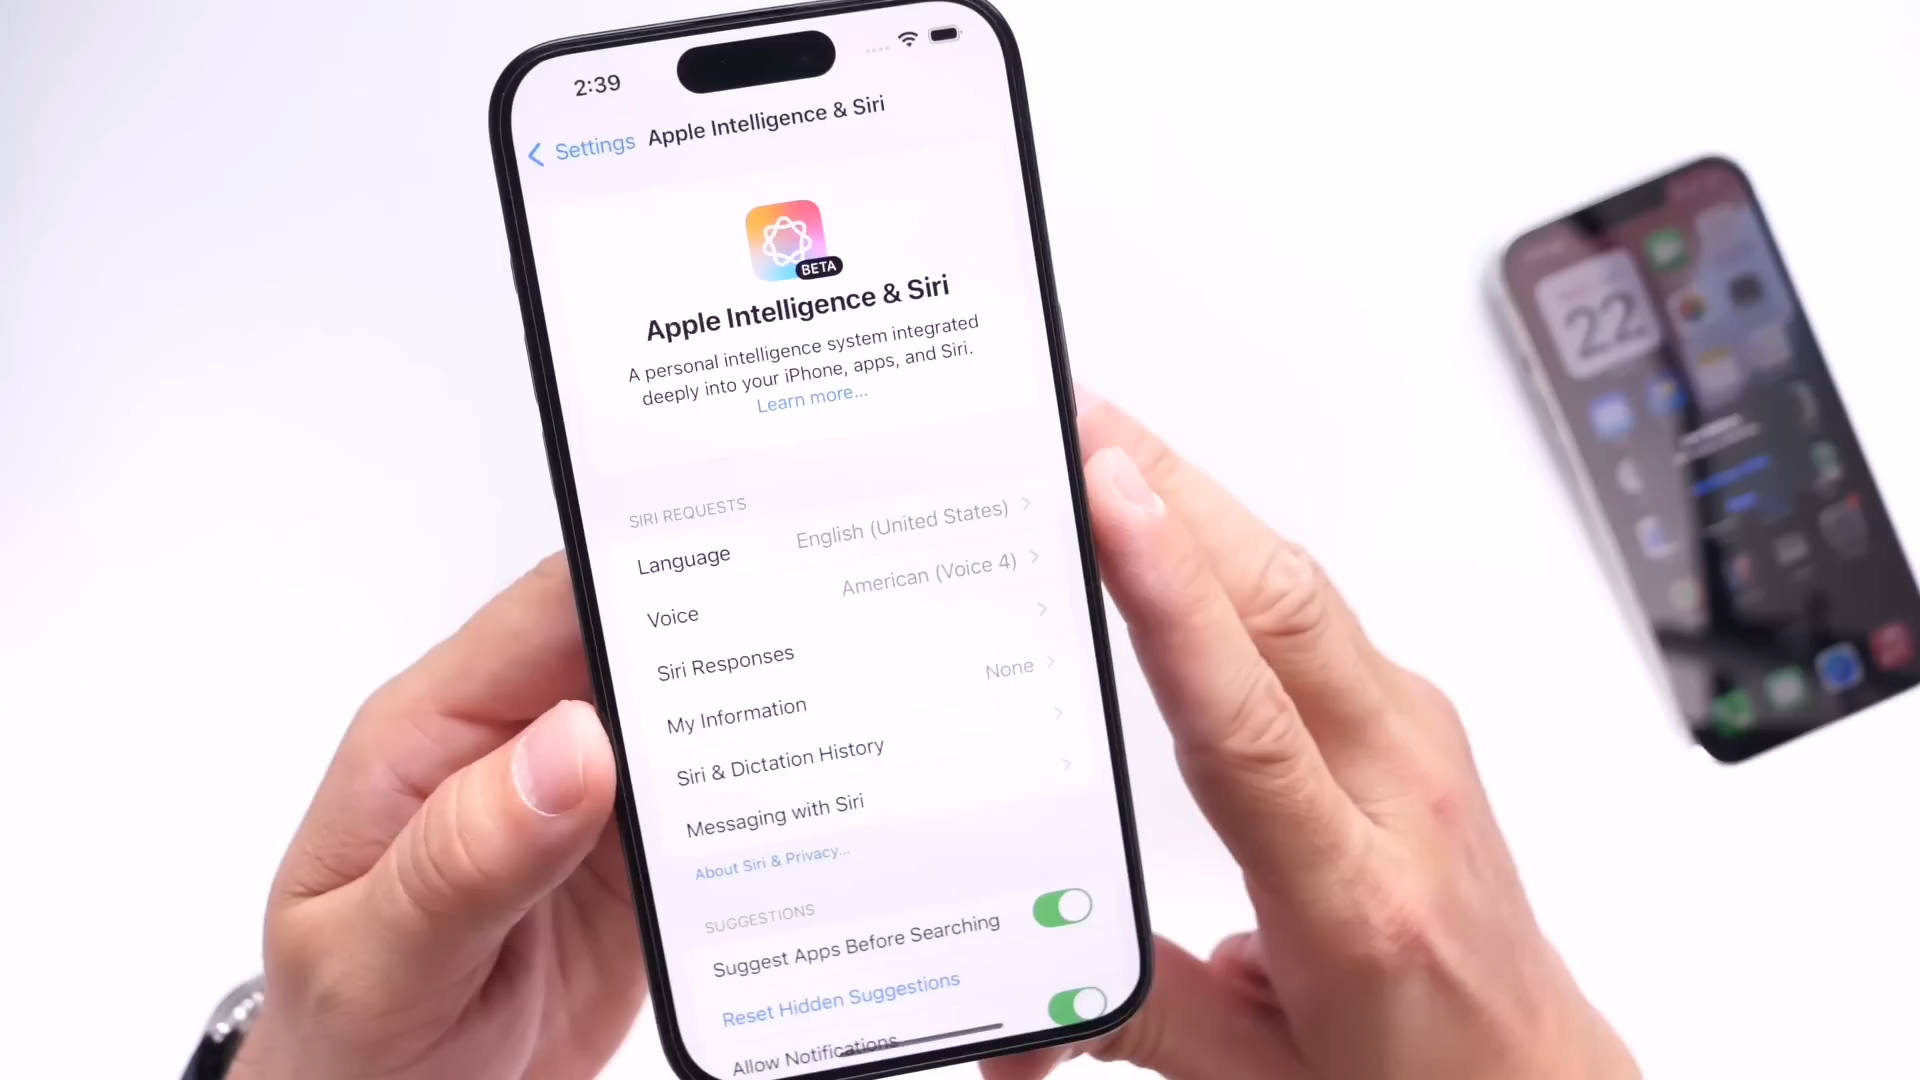 2:39
Settings
Apple Intelligence & Siri
BETA
Apple Intelligence & Siri
A personal intelligence system integrated
deeply into your iPhone, apps, and Siri.
Learn more...
SIRI REQUESTS
Language English (United States)
Voice American (Voice 4)
Siri Responses
My Information None
Siri & Dictation History
Messaging with Siri
About Siri & Privacy...
SUGGESTIONS
Suggest Apps Before Searching
Reset Hidden Suggestions
Allow Notifications
22